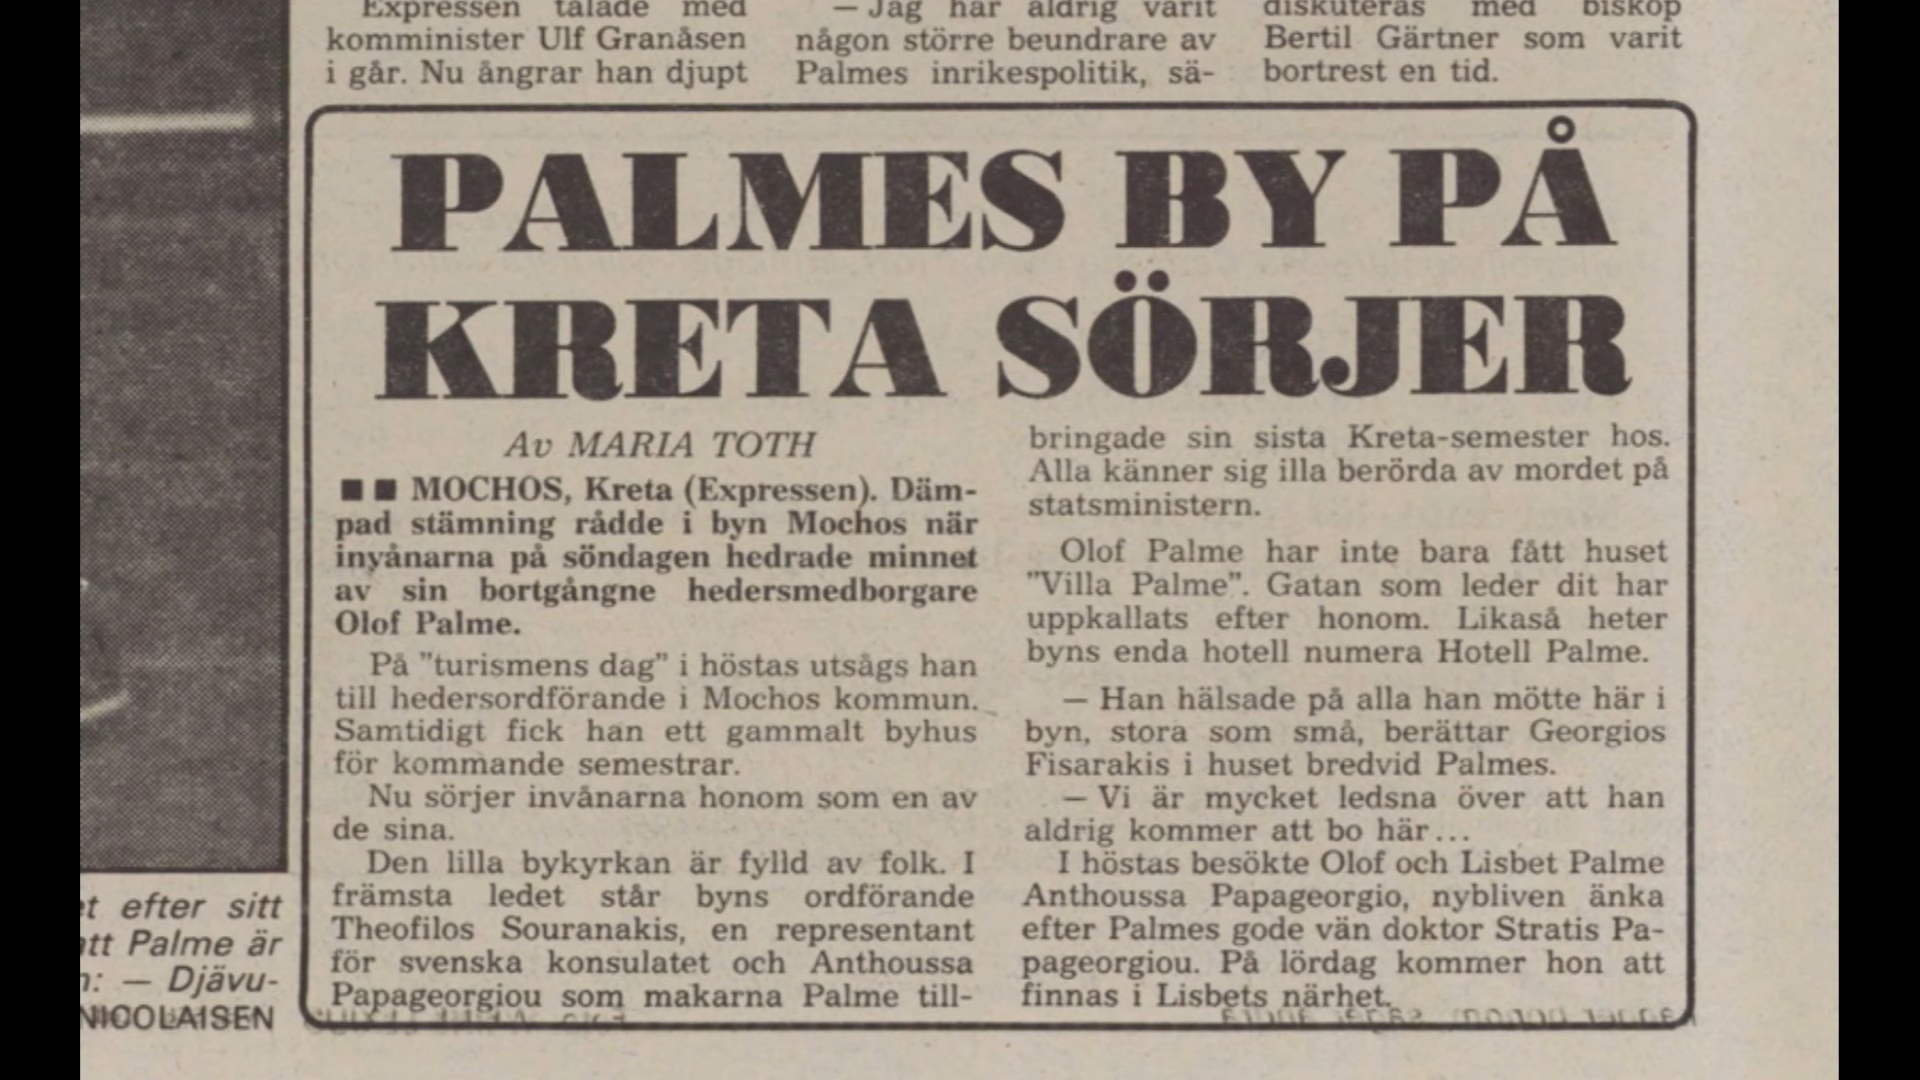 Expressen talade med
komminister Ulf Granåsen
i går. Nu ångrar han djupt
— Jag har aldrig varit
någon större beundrare av
Palmes inrikespolitik, sä-
diskuteras med biskop
Bertil Gärtner som varit
bortrest en tid.
PALMES BY PÅ
KRETA SÖRJER
Av MARIA TOTH
■ ■ MOCHOS, Kreta (Expressen). Däm-
pad stämning rådde i byn Mochos när
inyånarna på söndagen hedrade minnet
av sin bortgångne hedersmedborgare
Olof Palme.
På ”turismens dag” i höstas utsågs han
till hedersordförande i Mochos kommun.
Samtidigt fick han ett gammalt byhus
för kommande semestrar.
Nu sörjer invånarna honom som en av
de sina.
Den lilla bykyrkan är fylld av folk. I
främsta ledet står byns ordförande
Theofilos Souranakis, en representant
för svenska konsulatet och Anthoussa
Papageorgiou som makarna Palme till-
bringade sin sista Kreta-semester hos.
Alla känner sig illa berörda av mordet på
statsministern.
Olof Palme har inte bara fått huset
”Villa Palme”. Gatan som leder dit har
uppkallats efter honom. Likaså heter
byns enda hotell numera Hotell Palme.
— Han hälsade på alla han mötte här i
byn, stora som små, berättar Georgios
Fisarakis i huset bredvid Palmes.
— Vi är mycket ledsna över att han
aldrig kommer att bo här...
I höstas besökte Olof och Lisbet Palme
Anthoussa Papageorgio, nybliven änka
efter Palmes gode vän doktor Stratis Pa-
pageorgiou. På lördag kommer hon att
finnas i Lisbets närhet.
efter sitt
att Palme är
— Djävu-
NICOLAISEN